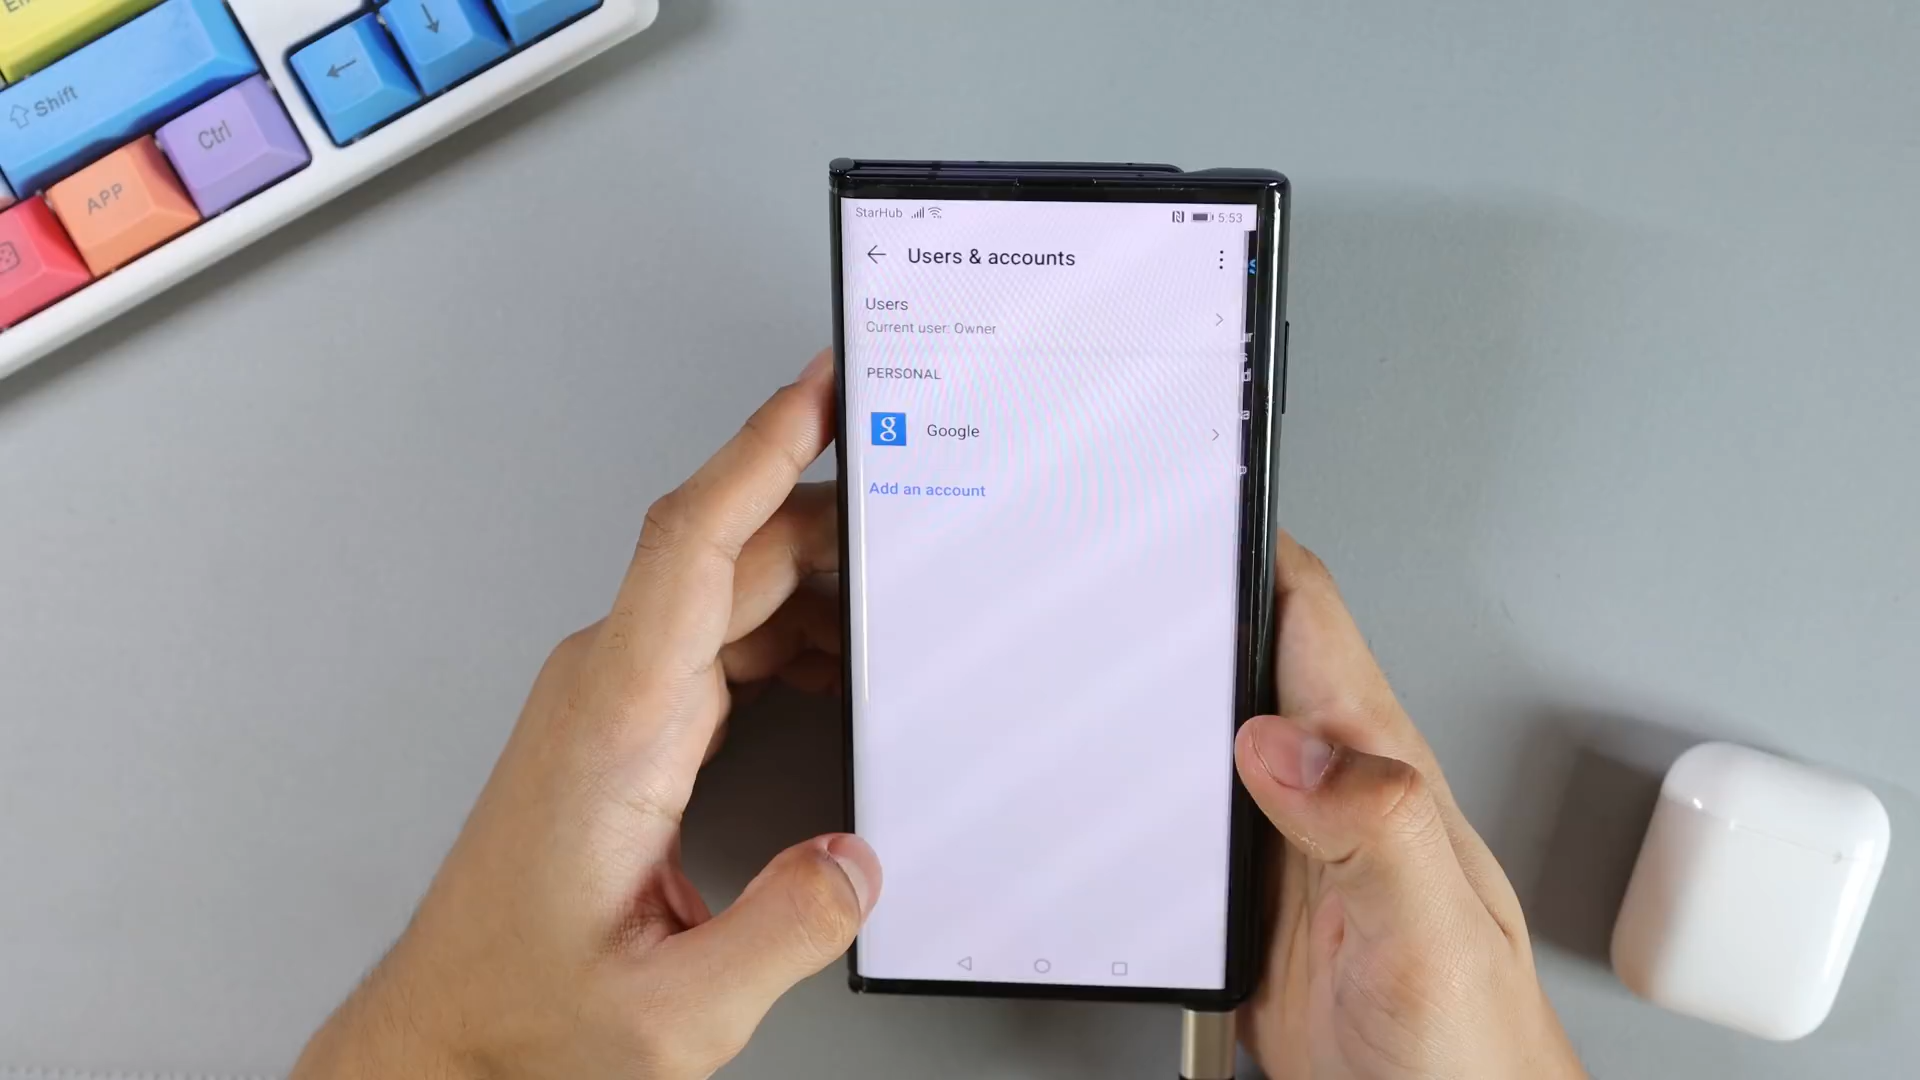 Shift
Ctrl
APP
StarHub
5:53
Users & accounts
Users
Current user: Owner
PERSONAL
g Google
Add an account